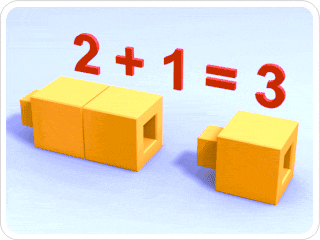 2 + 1 = 3